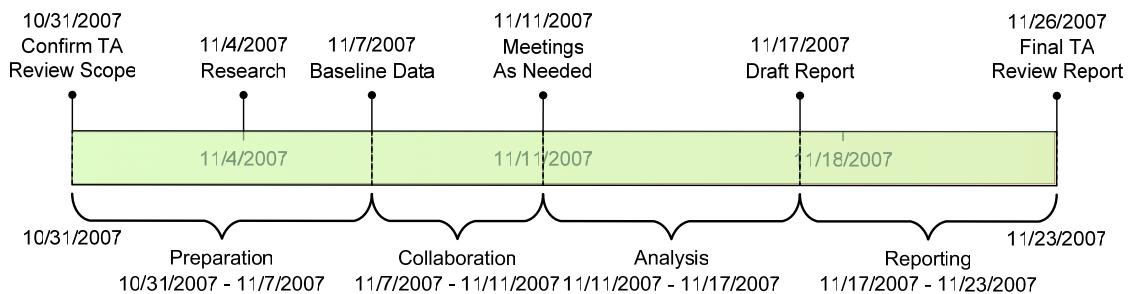 10/31/2007
Confirm TA
Review Scope
11/4/2007
Research
11/7/2007
Baseline Data
11/11/2007
Meetings
As Needed
11/17/2007
Draft Report
11/26/2007
Final TA
Review Report
11/4/2007
11/11/2007
11/18/2007
10/31/2007
11/23/2007
Preparation
10/31/2007 - 11/7/2007
Collaboration
11/7/2007 - 11/11/2007
Analysis
11/11/2007 - 11/17/2007
Reporting
11/17/2007 - 11/23/2007